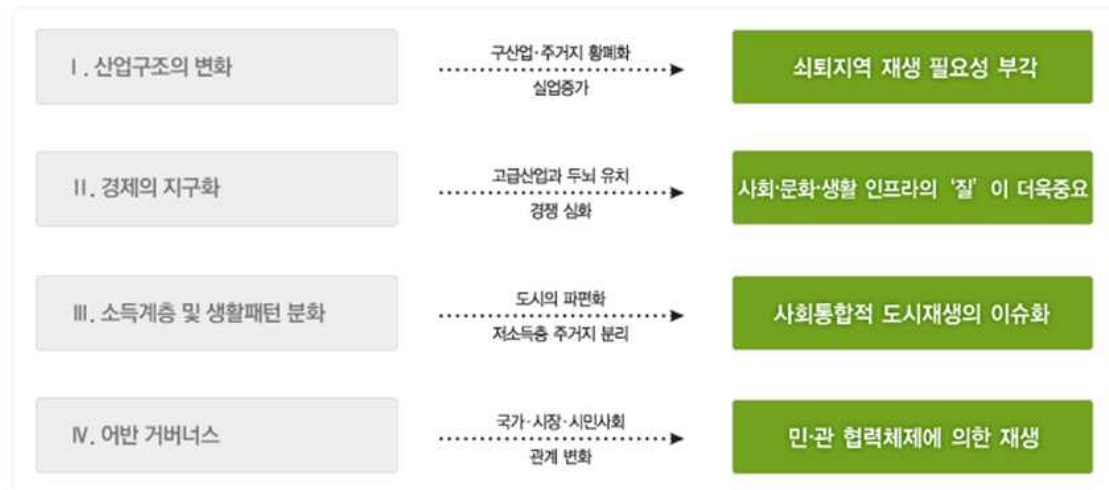 Ⅰ. 산업구조의 변화
구산업·주거지 황폐화
실업증가
쇠퇴지역 재생 필요성 부각
Ⅱ. 경제의 지구화
고급산업과 두뇌 유치
경쟁 심화
사회·문화·생활 인프라의 ‘질’ 이 더욱중요
Ⅲ. 소득계층 및 생활패턴 분화
도시의 파편화
저소득층 주거지 분리
사회통합적 도시재생의 이슈화
Ⅳ. 어반 거버너스
국가·시장·시민사회
관계 변화
민·관 협력체제에 의한 재생